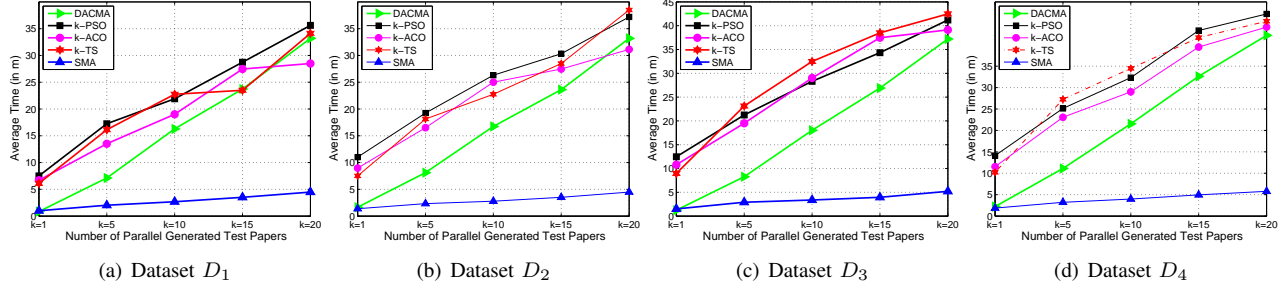 DACMA
k−PSO
k−ACO
k−TS
SMA
35
30
25
20
15
10
5
0
Average Time (in m)
k=1 k=5 k=10 k=15 k=20
Number of Parallel Generated Test Papers
(a) Dataset D1
DACMA
k−PSO
k−ACO
k−TS
SMA
35
30
25
20
15
10
5
0
Average Time (in m)
k=1 k=5 k=10 k=15 k=20
Number of Parallel Generated Test Papers
(b) Dataset D2
DACMA
k−PSO
k−ACO
k−TS
SMA
45
40
35
30
25
20
15
10
5
0
Average Time (in m)
k=1 k=5 k=10 k=15 k=20
Number of Parallel Generated Test Papers
(c) Dataset D3
DACMA
k−PSO
k−ACO
k−TS
SMA
35
30
25
20
15
10
5
0
Average Time (in m)
k=1 k=5 k=10 k=15 k=20
Number of Parallel Generated Test Papers
(d) Dataset D4